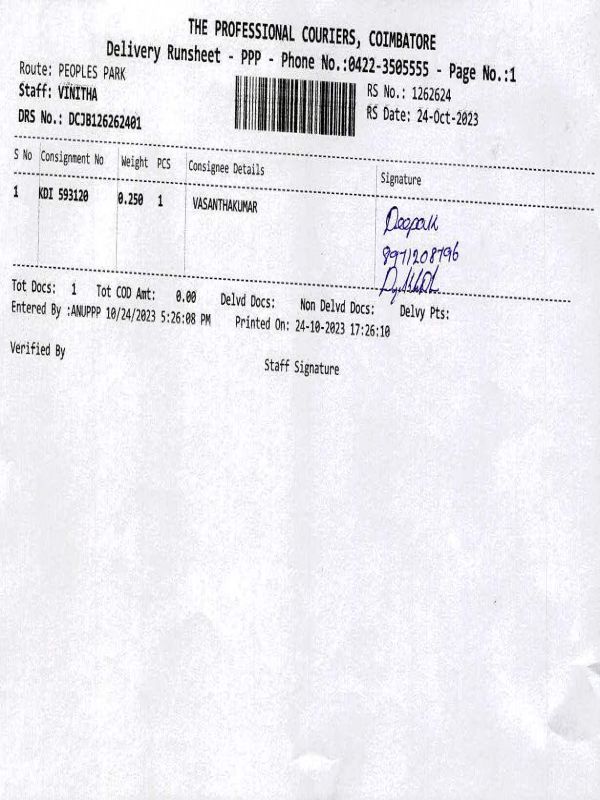 THE PROFESSIONAL COURIERS, COIMBATORE
Delivery Runsheet - PPP - Phone No.:0422-3505555 - Page No.:1
Route: PEOPLES PARK
RS No.: 1262624
Staff: VINITHA
RS Date: 24-Oct-2023
DRS No.: DCJB126262401
S No Consignment No Weight PCS Consignee Details Signature
1 KDI 593120 0.250 1 VASANTHAKUMAR
Deepak
8971208796
Tot Docs: 1 Tot COD Amt: 0.00 Delvd Docs: Non Delvd Docs: Delvy Pts:
Entered By :ANUPPP 10/24/2023 5:26:08 PM Printed On: 24-10-2023 17:26:10
Verified By
Staff Signature